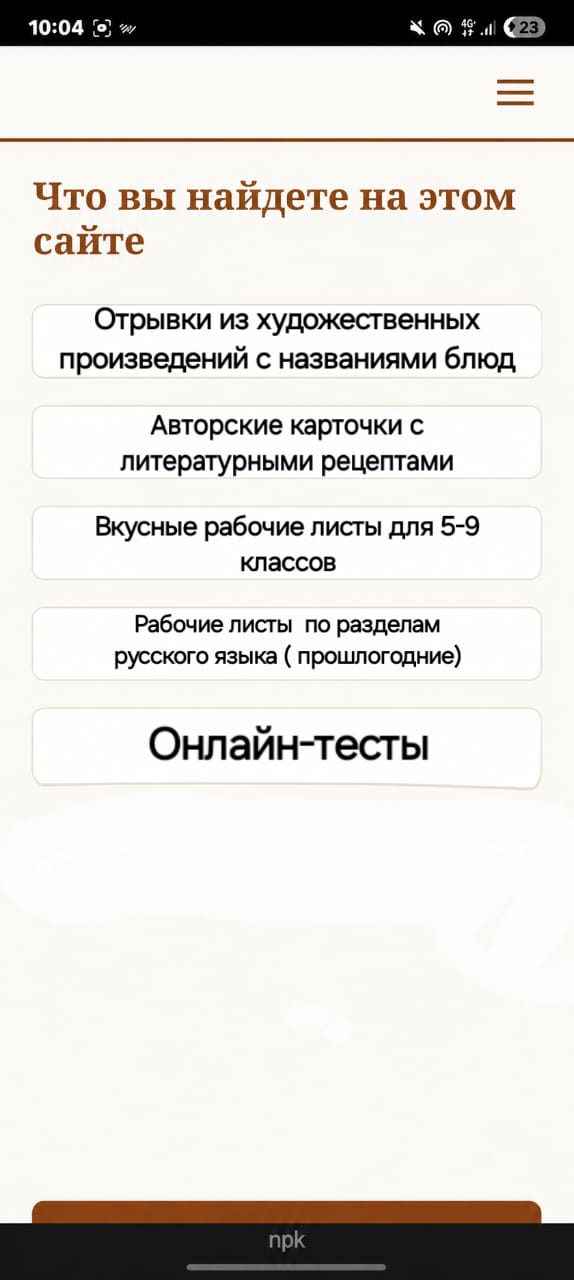 10:04
4G+
23
Что вы найдете на этом
сайте
Отрывки из художественных
произведений с названиями блюд
Авторские карточки с
литературными рецептами
Вкусные рабочие листы для 5-9
классов
Рабочие листы  по разделам
русского языка ( прошлогодние)
Онлайн-тесты
npk